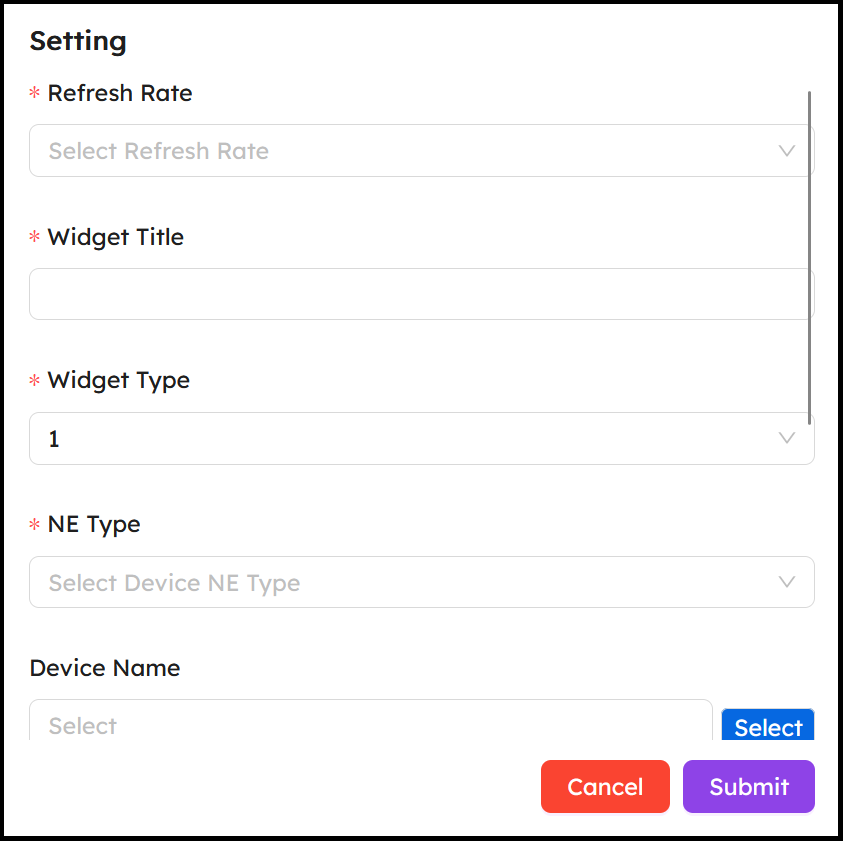 Setting
* Refresh Rate
Select Refresh Rate
* Widget Title
* Widget Type
1
* NE Type
Select Device NE Type
Device Name
Select
Select
Cancel
Submit